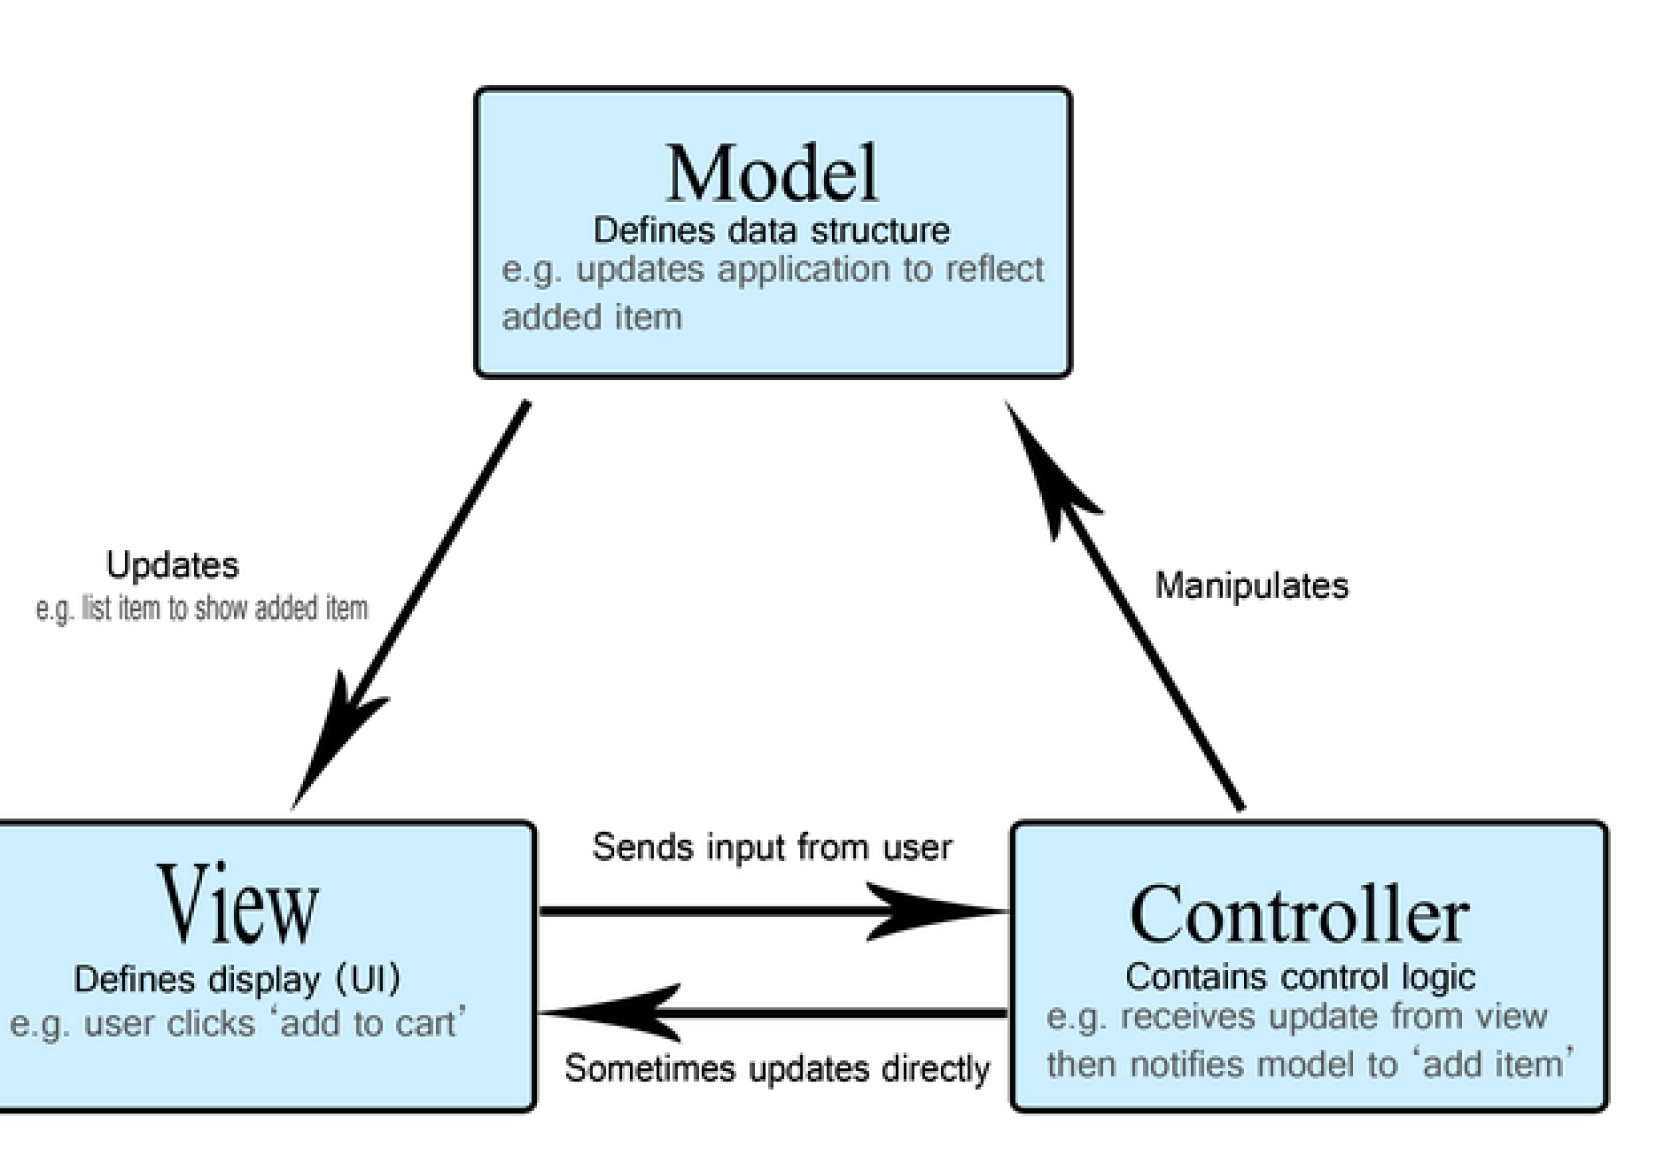 Model
Defines data structure
e.g. updates application to reflect
added item
Updates
e.g. list item to show added item
Manipulates
Sends input from user
View
Defines display (UI)
e.g. user clicks ‘add to cart’
Controller
Contains control logic
e.g. receives update from view
then notifies model to ‘add item’
Sometimes updates directly